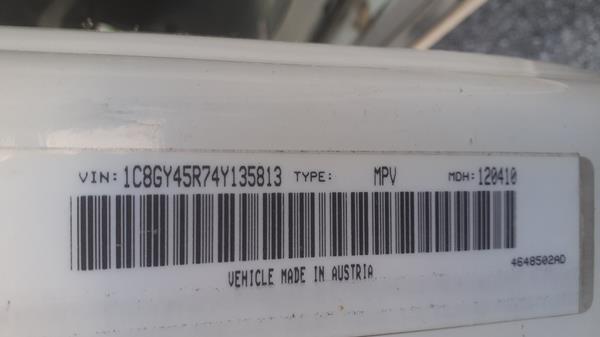 VIN: 1C8GY45R74Y135813 TYPE: MPV MDH: 120410
VEHICLE MADE IN AUSTRIA
4648502AD